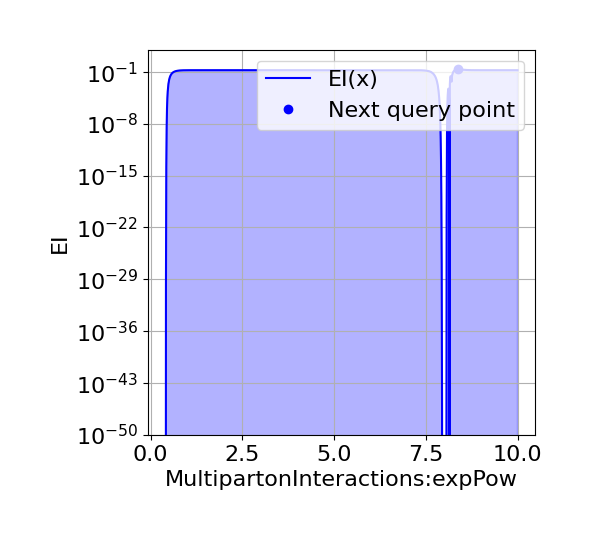 EI(x)
Next query point
10⁻¹
10⁻⁸
10⁻¹⁵
10⁻²²
10⁻²⁹
10⁻³⁶
10⁻⁴³
10⁻⁵⁰
EI
0.0 2.5 5.0 7.5 10.0
MultipartonInteractions:expPow